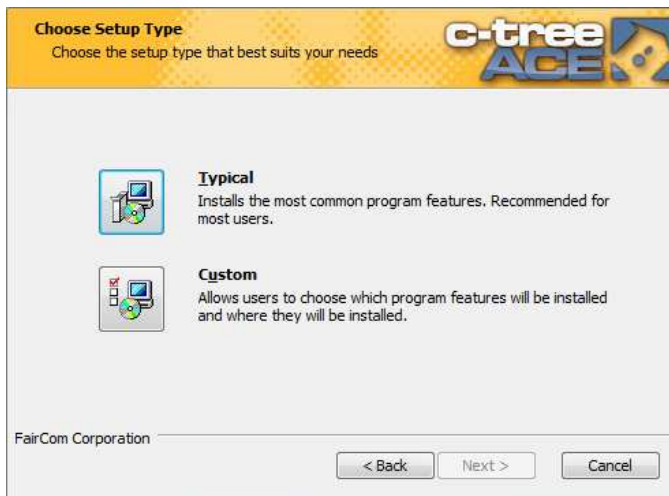 Choose Setup Type
Choose the setup type that best suits your needs
c-tree
ACE
Typical
Installs the most common program features. Recommended for
most users.
Custom
Allows users to choose which program features will be installed
and where they will be installed.
FairCom Corporation
< Back
Next >
Cancel